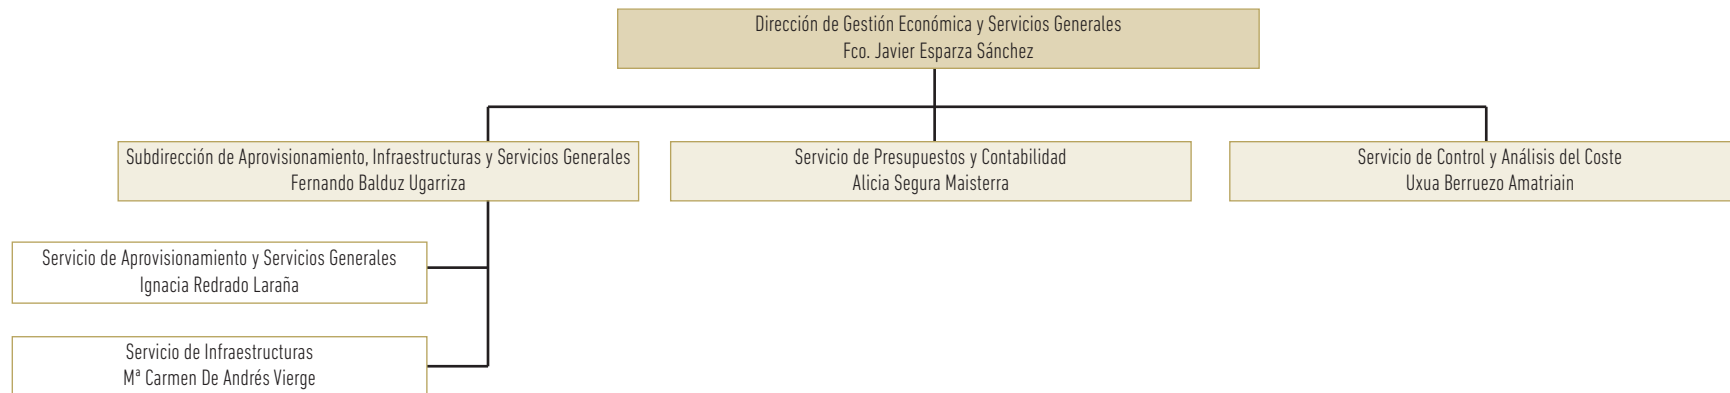 Dirección de Gestión Económica y Servicios Generales
Fco. Javier Esparza Sánchez
Subdirección de Aprovisionamiento, Infraestructuras y Servicios Generales
Fernando Balduz Ugarriza
Servicio de Presupuestos y Contabilidad
Alicia Segura Maisterra
Servicio de Control y Análisis del Coste
Uxua Berruezo Amatriain
Servicio de Aprovisionamiento y Servicios Generales
Ignacia Redrado Laraña
Servicio de Infraestructuras
Mª Carmen De Andrés Vierge